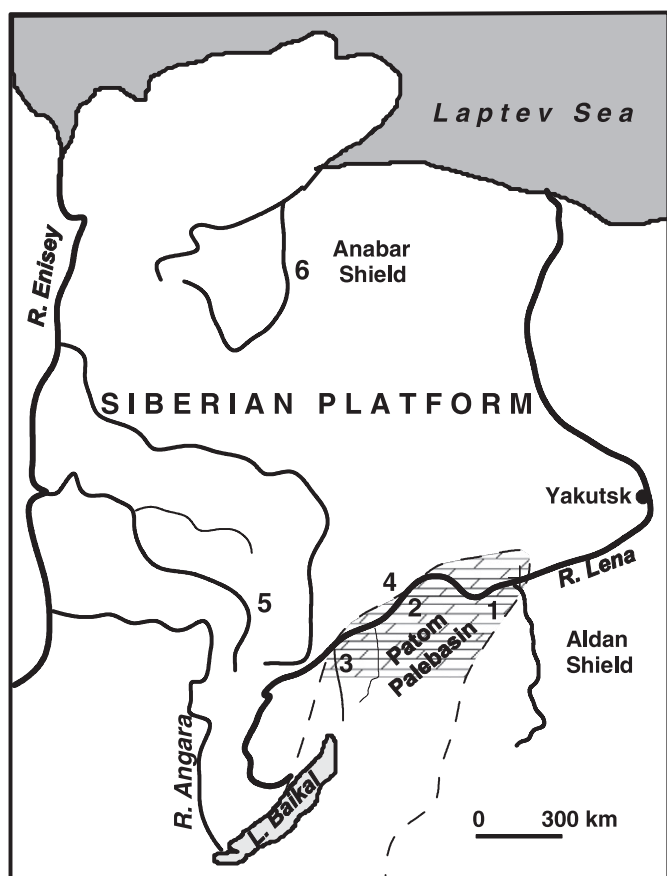 Laptev Sea
R. Enisey
6
Anabar
Shield
SIBERIAN PLATFORM
Yakutsk
R. Lena
4
2
1
5
3
Patom
Palebasin
Aldan
Shield
R. Angara
L. Baikal
0 300 km